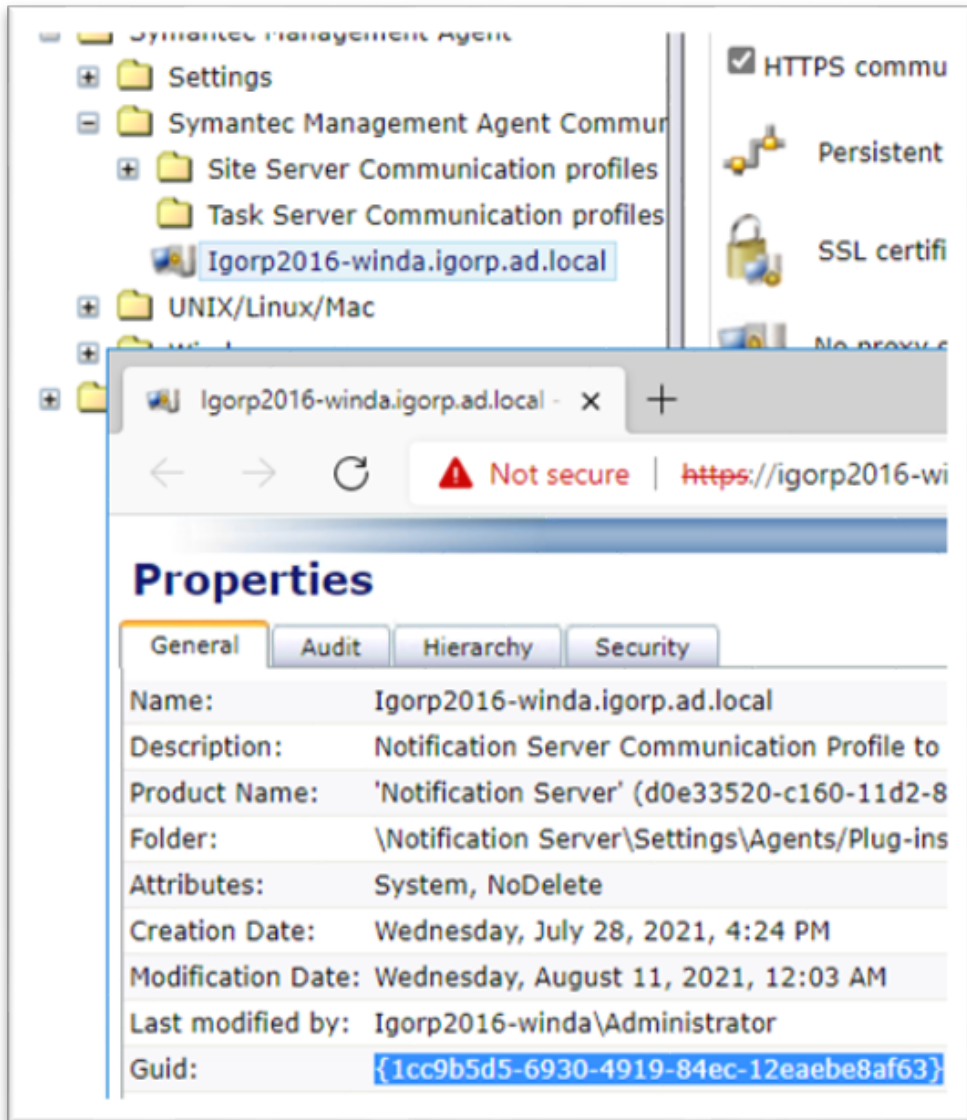 Symantec Management Agent
Settings
Symantec Management Agent Commur
Site Server Communication profiles
Task Server Communication profiles
Igorp2016-winda.igorp.ad.local
UNIX/Linux/Mac
HTTPS commu
Persistent
SSL certifi
No proxy
Igorp2016-winda.igorp.ad.local -
Not secure | https://igorp2016-wi
Properties
General Audit Hierarchy Security
Name: Igorp2016-winda.igorp.ad.local
Description: Notification Server Communication Profile to
Product Name: 'Notification Server' (d0e33520-c160-11d2-8
Folder: \Notification Server\Settings\Agents/Plug-ins
Attributes: System, NoDelete
Creation Date: Wednesday, July 28, 2021, 4:24 PM
Modification Date: Wednesday, August 11, 2021, 12:03 AM
Last modified by: Igorp2016-winda\Administrator
Guid: {1cc9b5d5-6930-4919-84ec-12eaebe8af63}